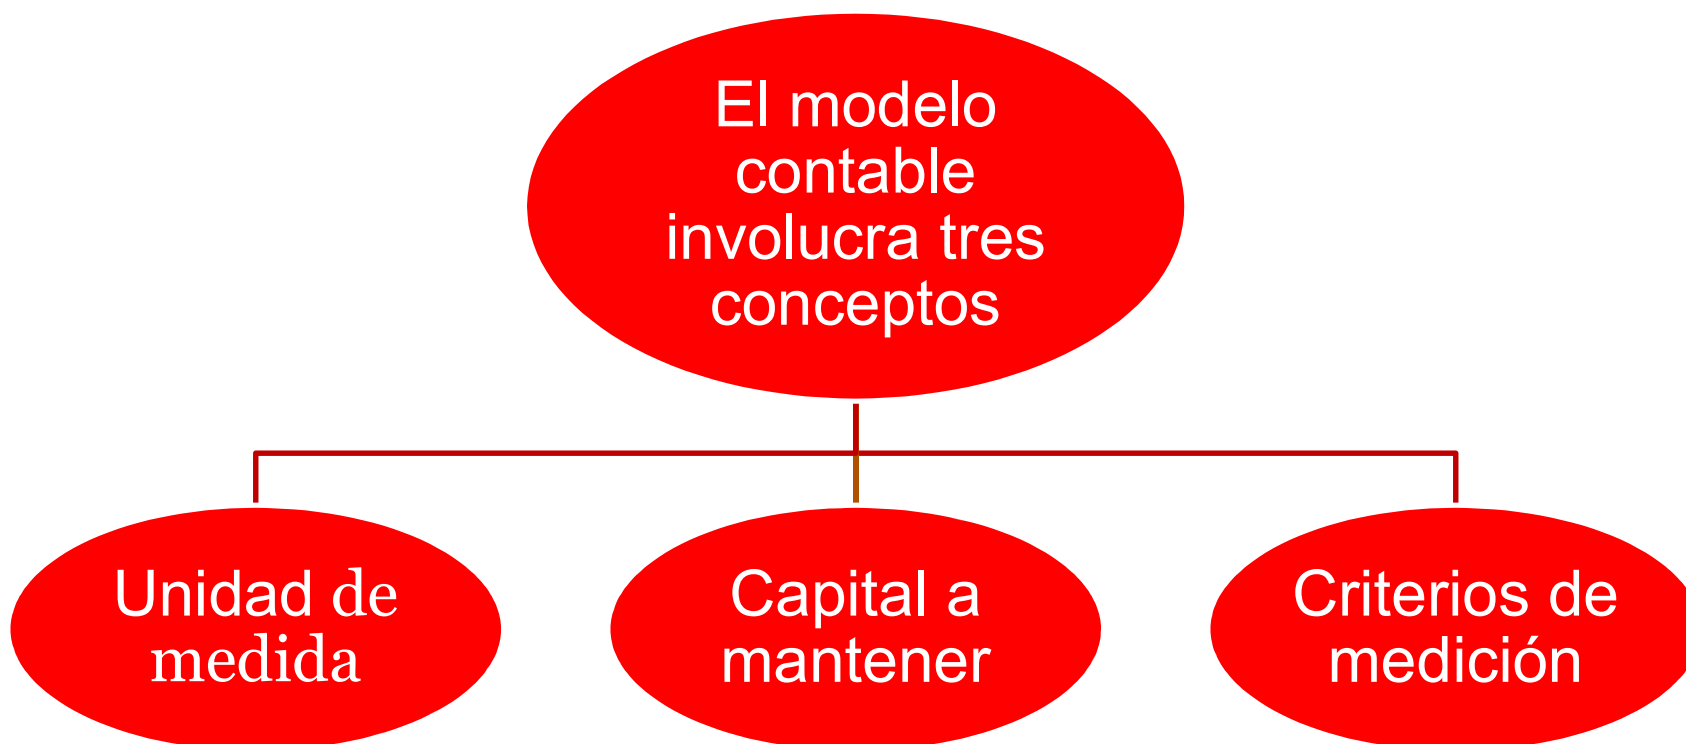 El modelo
contable
involucra tres
conceptos
Unidad de
medida
Capital a
mantener
Criterios de
medición